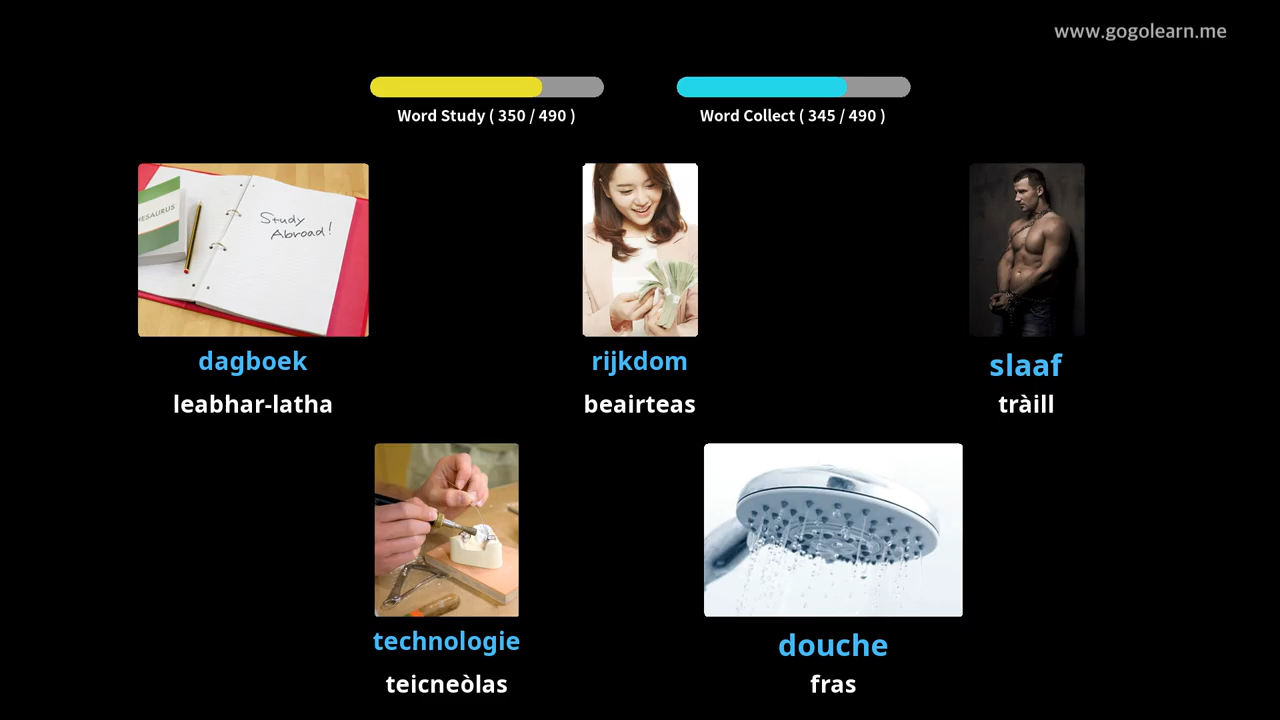 www.gogolearn.me
Word Study ( 350 / 490 )
Word Collect ( 345 / 490 )
HESAURUS
Study
Abroad!
dagboek
rijkdom
slaaf
leabhar-latha
beairteas
tràill
technologie
douche
teicneòlas
fras